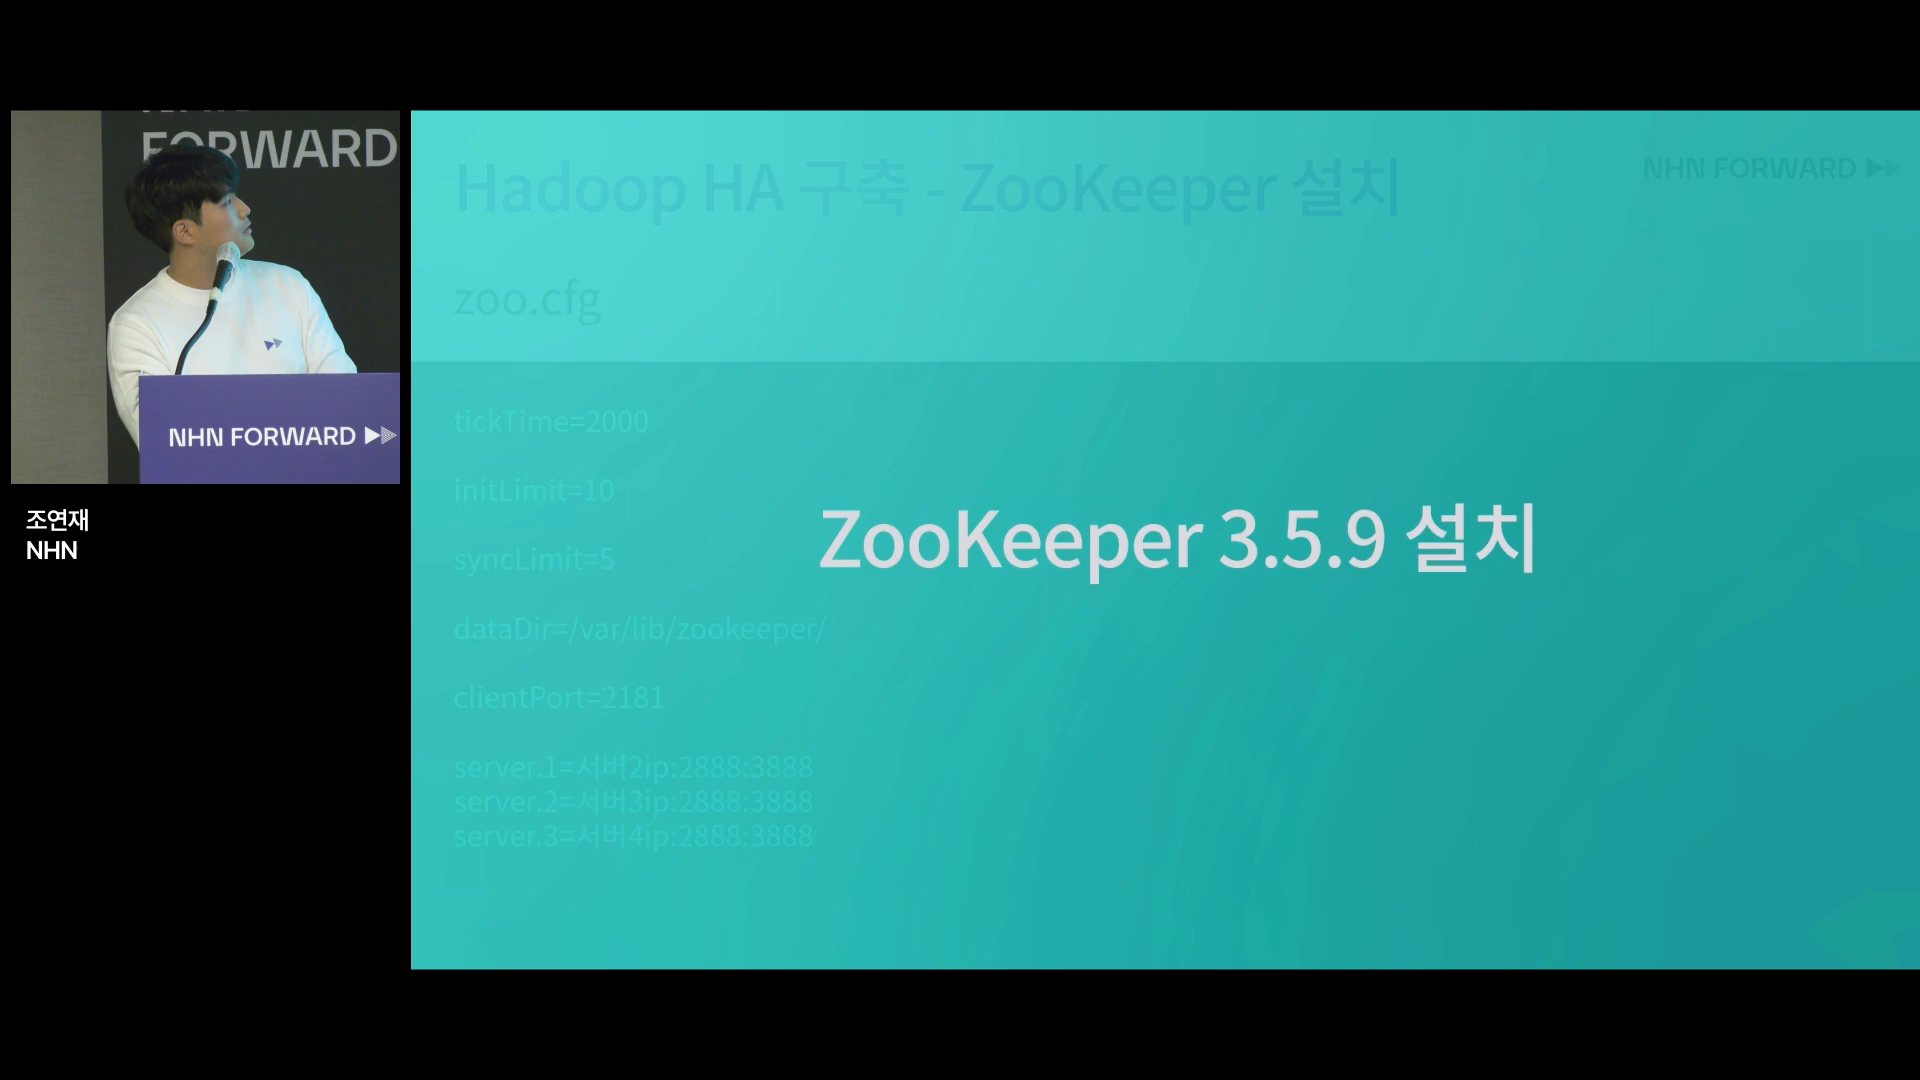 FORWARD
NHN FORWARD
조연재
NHN
Hadoop HA 구축 - ZooKeeper 설치
NHN FORWARD
zoo.cfg
tickTime=2000
initLimit=10
ZooKeeper 3.5.9 설치
syncLimit=5
dataDir=/var/lib/zookeeper/
clientPort=2181
server.1=서버2ip:2888:3888
server.2=서버3ip:2888:3888
server.3=서버4ip:2888:3888